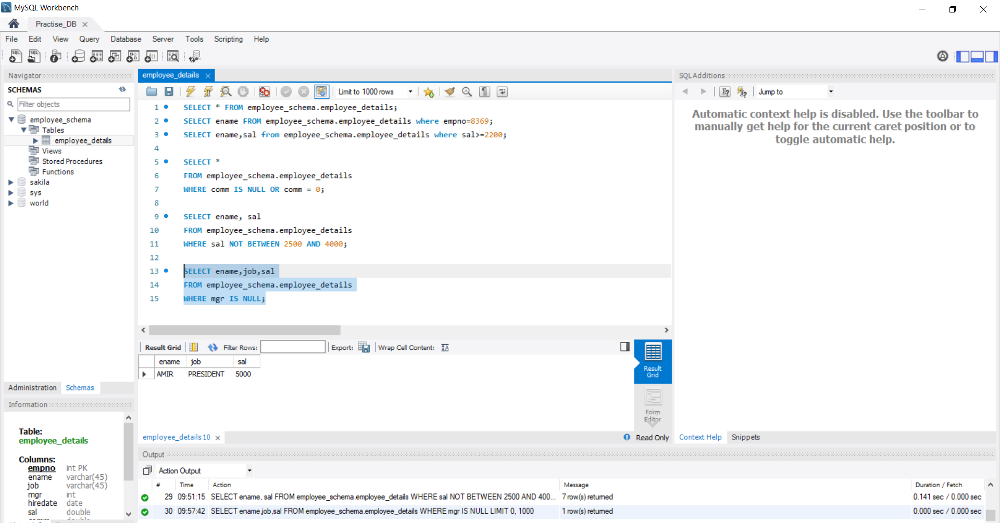 MySQL Workbench
Practise_DB
File Edit View Query Database Server Tools Scripting Help
Navigator
SCHEMAS
Filter objects
employee_schema
Tables
employee_details
Views
Stored Procedures
Functions
sakila
sys
world
Administration Schemas
Information
Table:
employee_details
Columns:
empno int PK
ename varchar(45)
job varchar(45)
mgr int
hiredate date
sal double
employee_details
Limit to 1000 rows
1 SELECT * FROM employee_schema.employee_details;
2 SELECT ename FROM employee_schema.employee_details where empno=8369;
3 SELECT ename,sal from employee_schema.employee_details where sal>=2200;
4
5 SELECT *
6 FROM employee_schema.employee_details
7 WHERE comm IS NULL OR comm = 0;
8
9 SELECT ename, sal
10 FROM employee_schema.employee_details
11 WHERE sal NOT BETWEEN 2500 AND 4000;
12
13 SELECT ename,job,sal
14 FROM employee_schema.employee_details
15 WHERE mgr IS NULL;
Result Grid Filter Rows: Export: Wrap Cell Content:
ename job sal
AMIR PRESIDENT 5000
Result
Grid
Form
Editor
employee_details 10
Read Only
SQLAdditions
Jump to
Automatic context help is disabled. Use the toolbar to
manually get help for the current caret position or to
toggle automatic help.
Context Help Snippets
Output
Action Output
# Time Action Message Duration / Fetch
29 09:51:15 SELECT ename, sal FROM employee_schema.employee_details WHERE sal NOT BETWEEN 2500 AND 400... 7 row(s) returned 0.141 sec / 0.000 sec
30 09:57:42 SELECT ename,job,sal FROM employee_schema.employee_details WHERE mgr IS NULL LIMIT 0, 1000 1 row(s) returned 0.000 sec / 0.000 sec